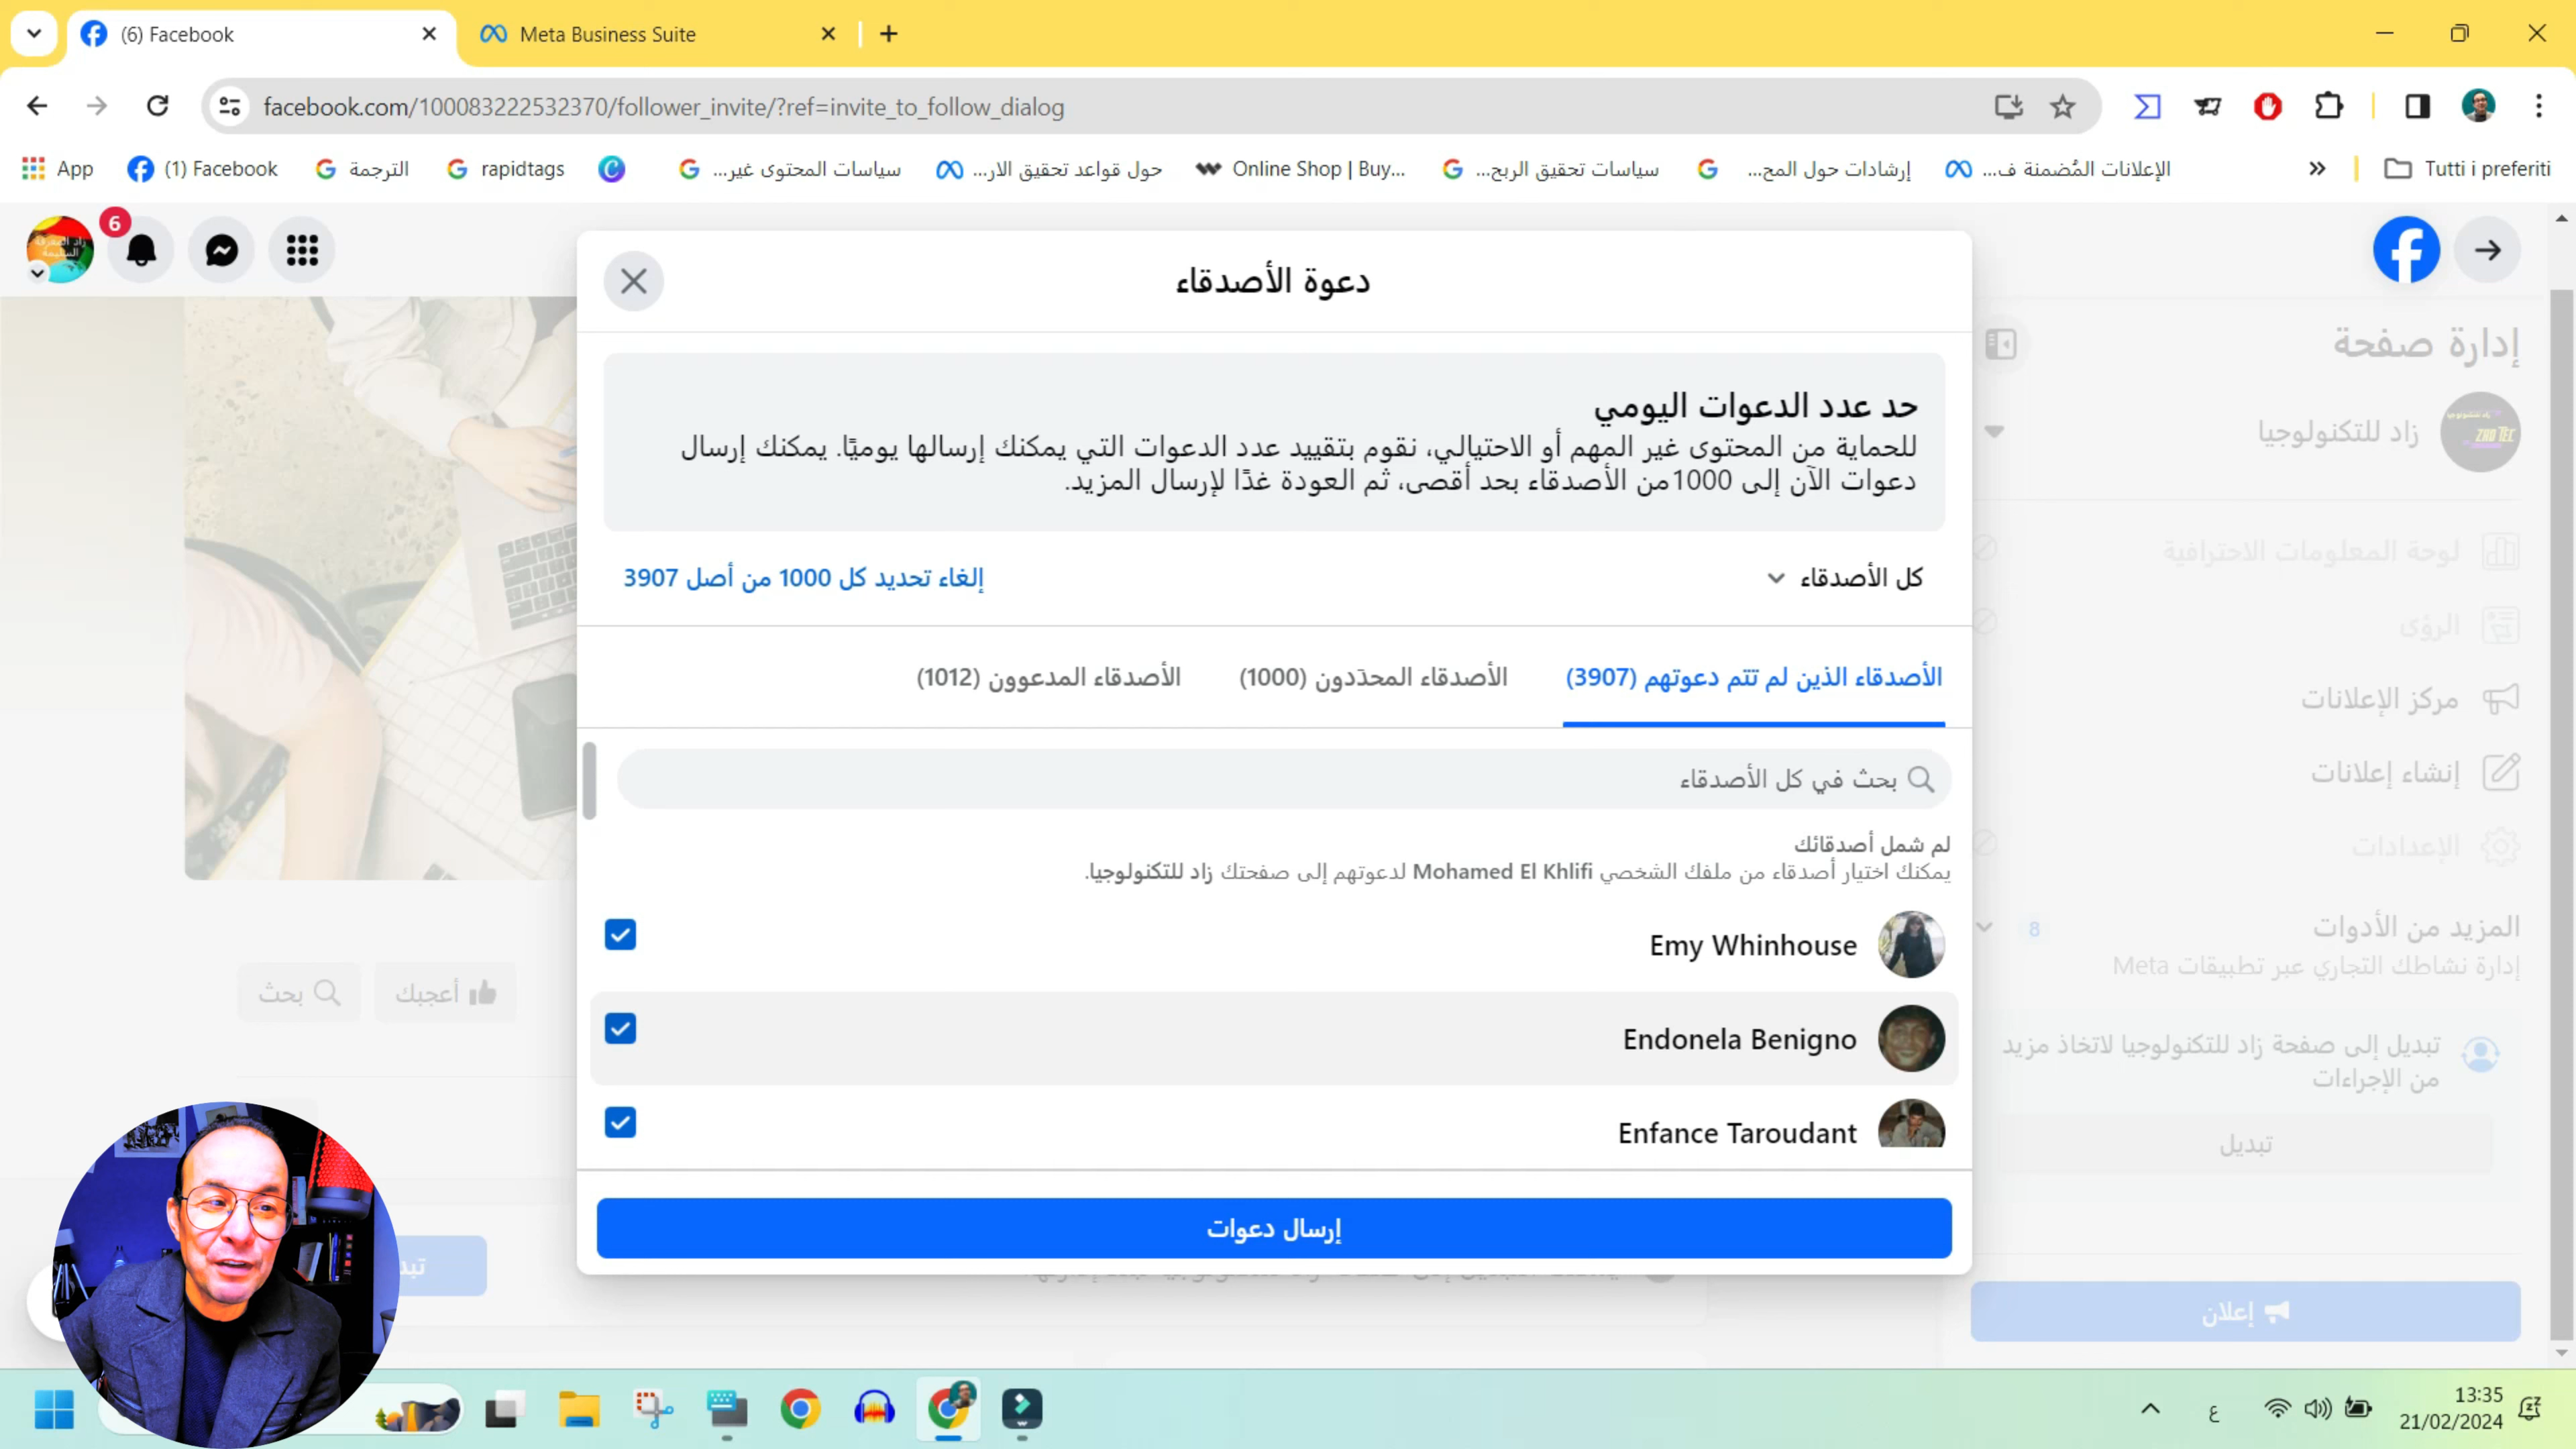 (6) Facebook
Meta Business Suite
facebook.com/100083222532370/follower_invite/?ref=invite_to_follow_dialog
App
(1) Facebook
الترجمة
rapidtags
سياسات المحتوى غير...
حول قواعد تحقيق الار...
Online Shop | Buy...
سياسات تحقيق الربح...
إرشادات حول المح...
الإعلانات المُضمنة ف...
Tutti i preferiti
6
إدارة صفحة
زاد للتكنولوجيا
لوحة المعلومات الاحترافية
الرؤى
مركز الإعلانات
إنشاء إعلانات
الإعدادات
المزيد من الأدوات
8
إدارة نشاطك التجاري عبر تطبيقات Meta
تبديل إلى صفحة زاد للتكنولوجيا لاتخاذ مزيد
من الإجراءات
تبديل
إعلان
دعوة الأصدقاء
حد عدد الدعوات اليومي
للحماية من المحتوى غير المهم أو الاحتيالي، نقوم بتقييد عدد الدعوات التي يمكنك إرسالها يوميًا. يمكنك إرسال
دعوات الآن إلى 1000من الأصدقاء بحد أقصى، ثم العودة غدًا لإرسال المزيد.
كل الأصدقاء
إلغاء تحديد كل 1000 من أصل 3907
الأصدقاء الذين لم تتم دعوتهم (3907)
الأصدقاء المحدّدون (1000)
الأصدقاء المدعوون (1012)
بحث في كل الأصدقاء
لم شمل أصدقائك
يمكنك اختيار أصدقاء من ملفك الشخصي Mohamed El Khlifi لدعوتهم إلى صفحتك زاد للتكنولوجيا.
Emy Whinhouse
Endonela Benigno
Enfance Taroudant
إرسال دعوات
أعجبك
بحث
ع
13:35
21/02/2024